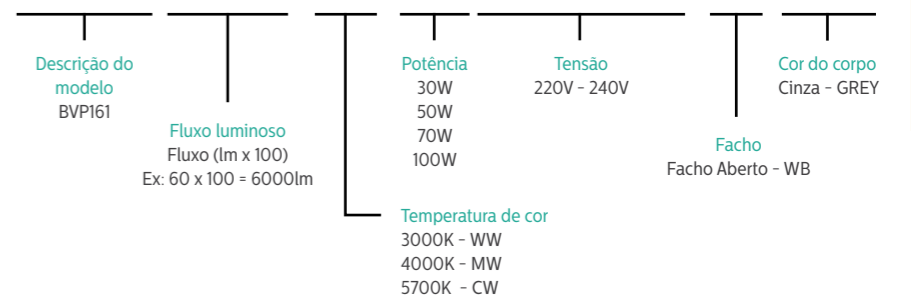 Descrição do
modelo
BVP161
Fluxo luminoso
Fluxo (lm x 100)
Ex: 60 x 100 = 6000lm
Temperatura de cor
3000K - WW
4000K - MW
5700K - CW
Potência
30W
50W
70W
100W
Tensão
220V - 240V
Facho
Facho Aberto - WB
Cor do corpo
Cinza - GREY